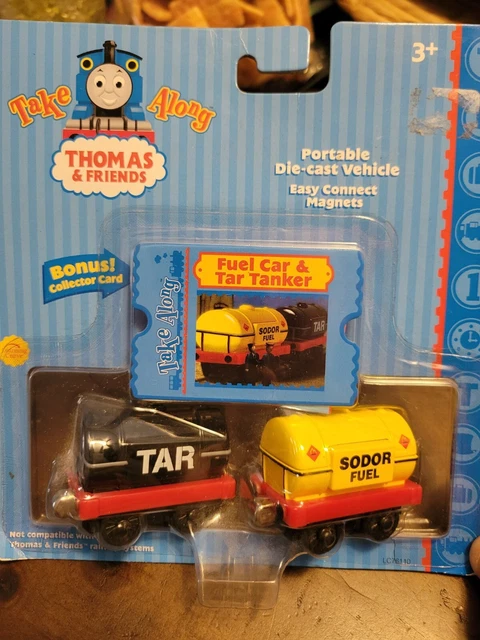 Take Along
THOMAS
& FRIENDS
3+
Portable
Die-cast Vehicle
Easy Connect
Magnets
Bonus!
Collector Card
Take Along
Fuel Car &
Tar Tanker
SODOR
FUEL
TAR
TAR
SODOR
FUEL
Not compatible with
Thomas & Friends